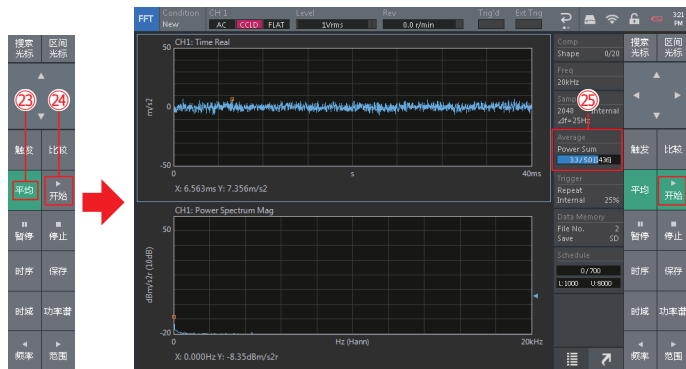 搜索 区间
光标 光标
23 24
触发 比较
平均 开始
暂停 停止
时序 保存
时域 功率谱
频率 范围
FFT Condition CH 1 Level Rev Trig'd Ext Trig 3:21
New AC CCLD FLAT 1Vrms 0.0 r/min PM
CH1: Time Real
50
m/s2
0
-50
0 s 40ms
X: 6.563ms Y: 7.356m/s2
CH1: Power Spectrum Mag
50
dBm/s2r (10dB)
-20
0 Hz (Hann) 20kHz
X: 0.000Hz Y: -8.35dBm/s2r
Comp
Shape 0/20
Freq
20kHz
25
2048 Internal
⊿f=25Hz
Average
Power Sum
Trigger
Repeat
Internal 25%
Data Memory
File No. 2
Save SD
Schedule
0/700
L:1000 U:8000
搜索 区间
光标 光标
触发 比较
平均 开始
暂停 停止
时序 保存
时域 功率谱
频率 范围